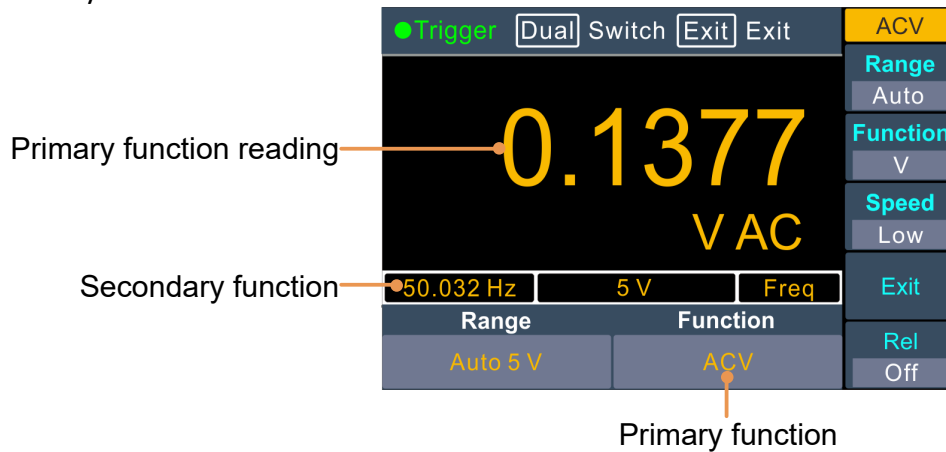 Trigger Dual Switch Exit Exit
ACV
Range
Auto
Function
V
Speed
Low
Exit
Rel
Off
Primary function reading
0.1377
V AC
Secondary function
50.032 Hz 5 V Freq
Range Function
Auto 5 V ACV
Primary function